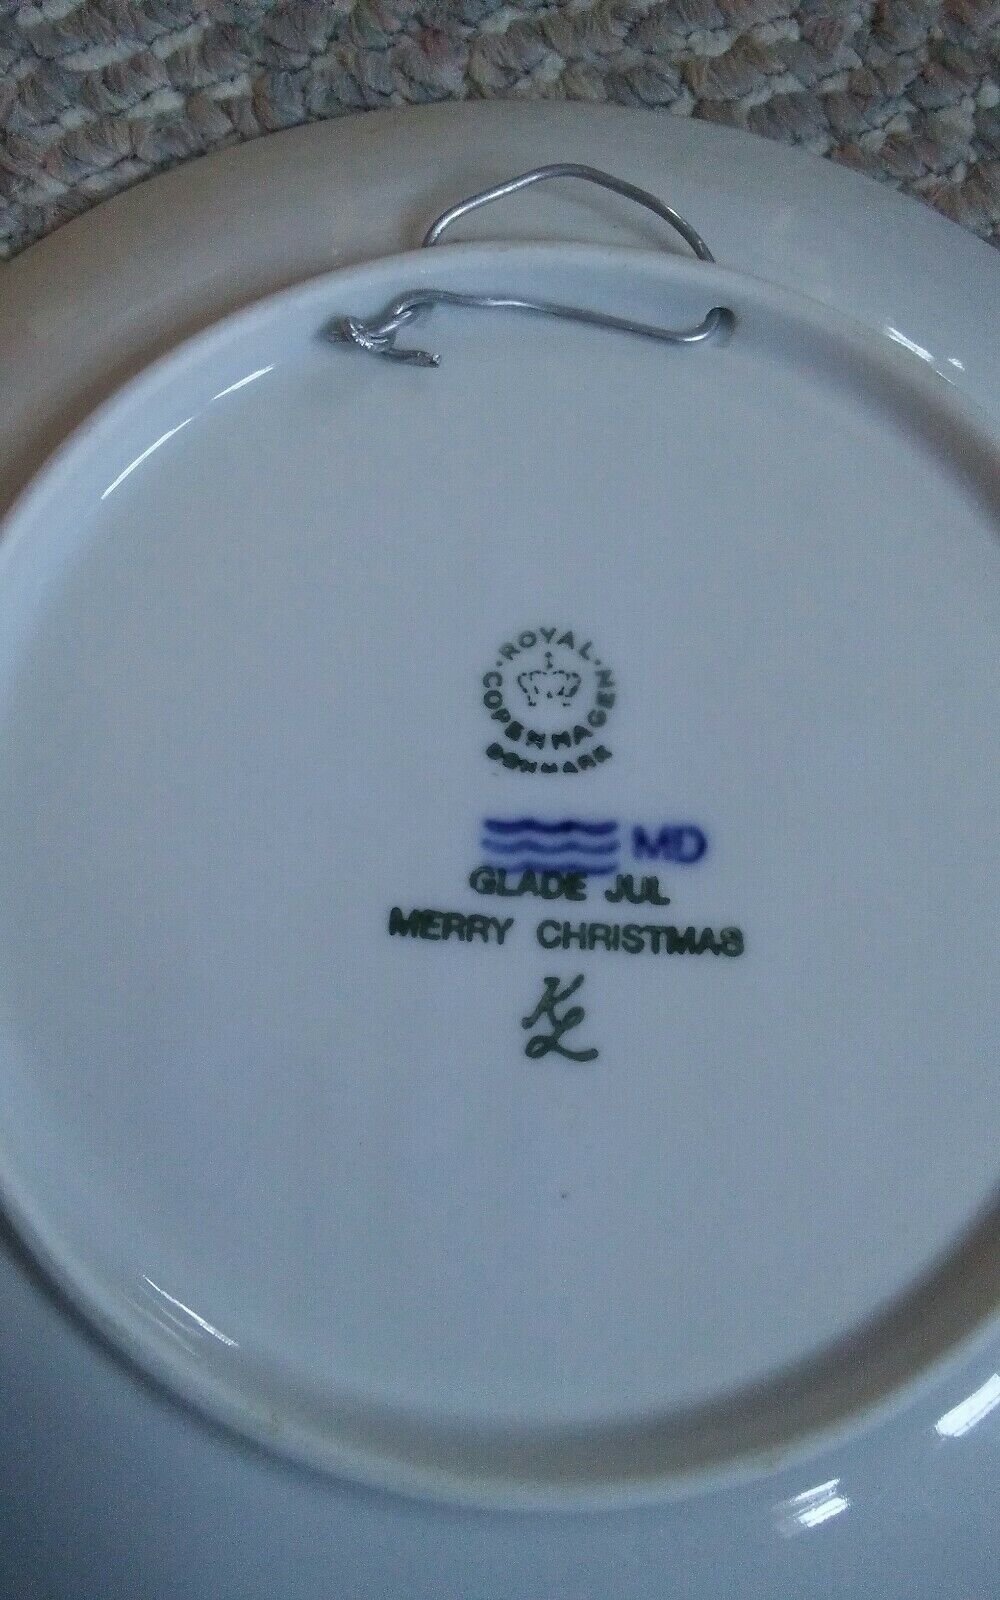 ROYAL
COPENHAGEN
DENMARK
MD
GLADE JUL
MERRY CHRISTMAS
KL